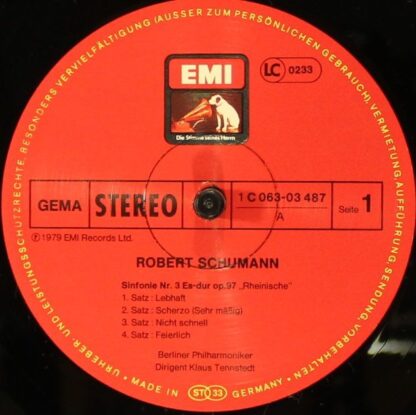 EMI
LC 0233
Die Stimme seines Herrn
GEMA STEREO 1 C 063-03 487 Seite 1
A
℗ 1979 EMI Records Ltd.
ROBERT SCHUMANN
Sinfonie Nr. 3 Es-dur op.97 „Rheinische"
1. Satz: Lebhaft
2. Satz: Scherzo (Sehr mäßig)
3. Satz: Nicht schnell
4. Satz: Feierlich
Berliner Philharmoniker
Dirigent Klaus Tennstedt
URHEBER- UND LEISTUNGSSCHUTZRECHTE, BESONDERS VERVIELFÄLTIGUNG (AUSSER ZUM PERSÖNLICHEN GEBRAUCH), VERMIETUNG, AUFFÜHRUNG, SENDUNG, VORBEHALTEN
MADE IN ST 33 GERMANY